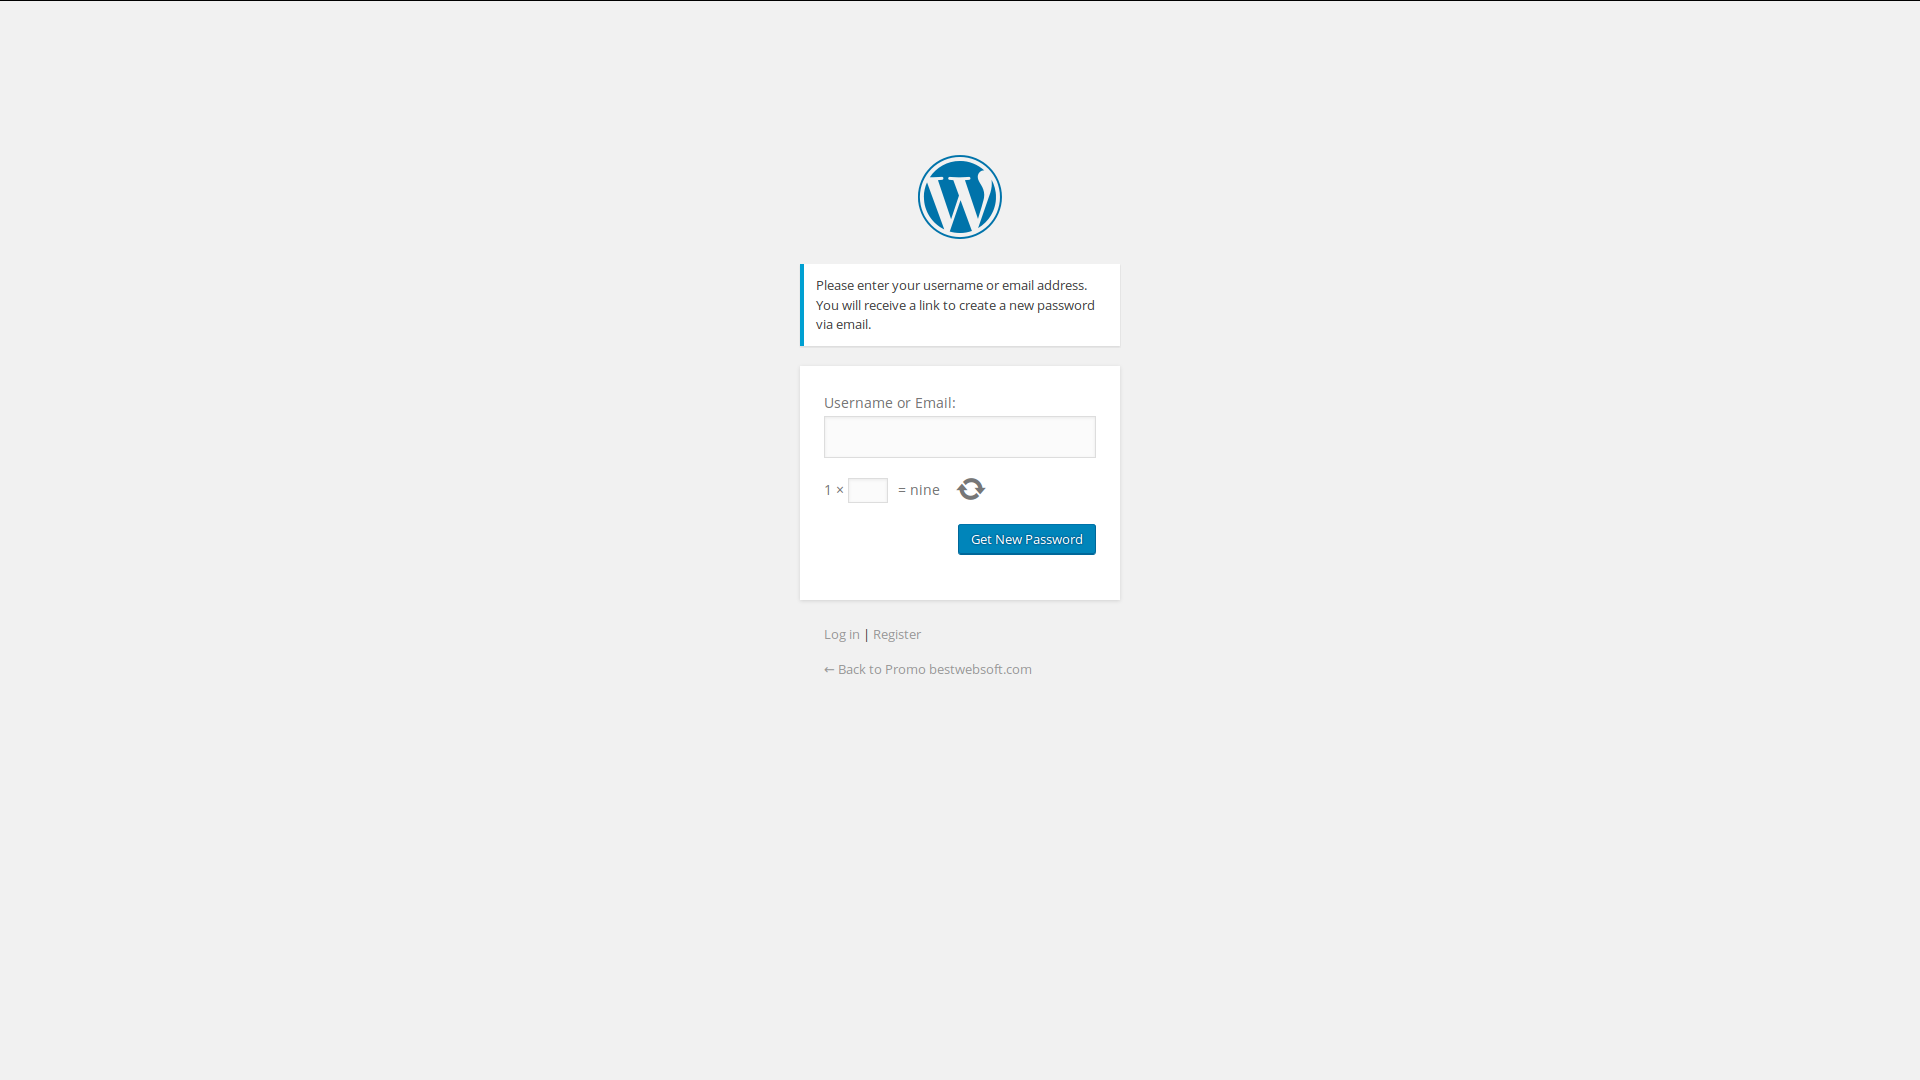 Please enter your username or email address.
You will receive a link to create a new password
via email.
Username or Email:
1 × = nine
Get New Password
Log in | Register
← Back to Promo bestwebsoft.com